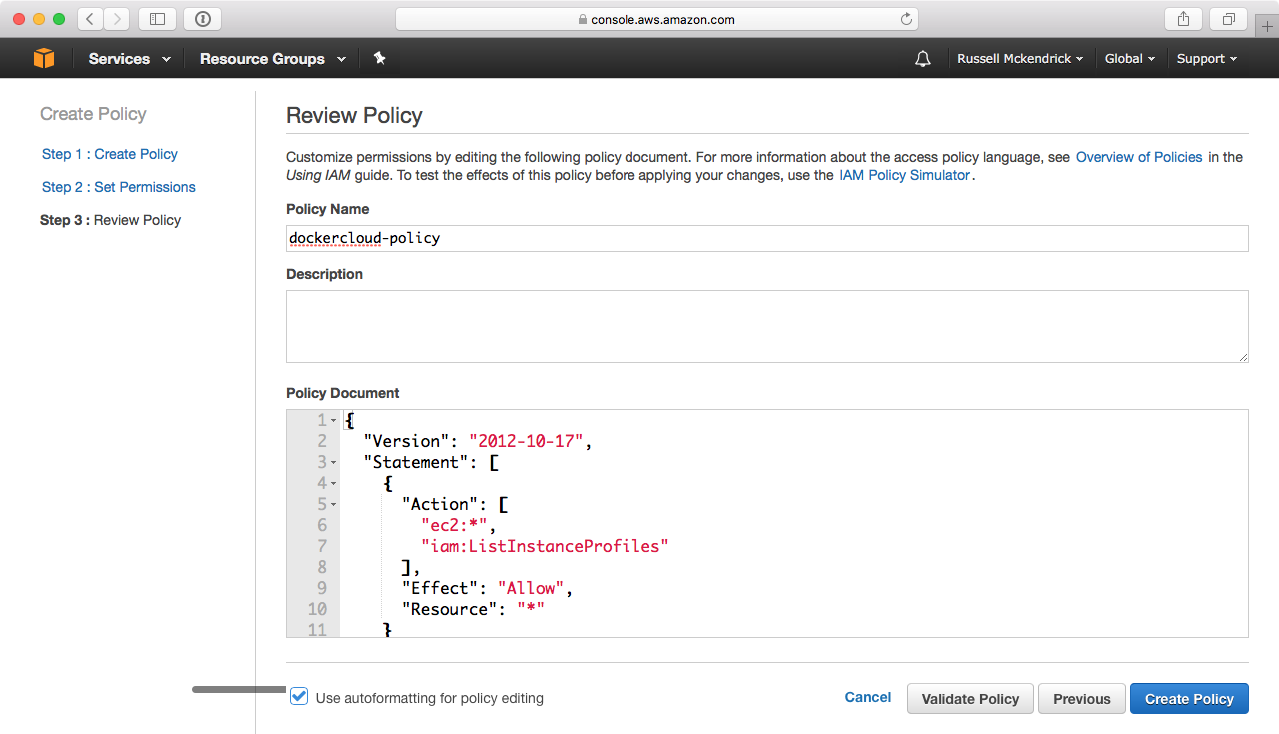 console.aws.amazon.com
Services Resource Groups Russell Mckendrick Global Support
Create Policy
Step 1 : Create Policy
Step 2 : Set Permissions
Step 3 : Review Policy
Review Policy
Customize permissions by editing the following policy document. For more information about the access policy language, see Overview of Policies in the
Using IAM guide. To test the effects of this policy before applying your changes, use the IAM Policy Simulator.
Policy Name
dockercloud-policy
Description
Policy Document
1 {
2 "Version": "2012-10-17",
3 "Statement": [
4 {
5 "Action": [
6 "ec2:*",
7 "iam:ListInstanceProfiles"
8 ],
9 "Effect": "Allow",
10 "Resource": "*"
11 }
Use autoformatting for policy editing
Cancel Validate Policy Previous Create Policy